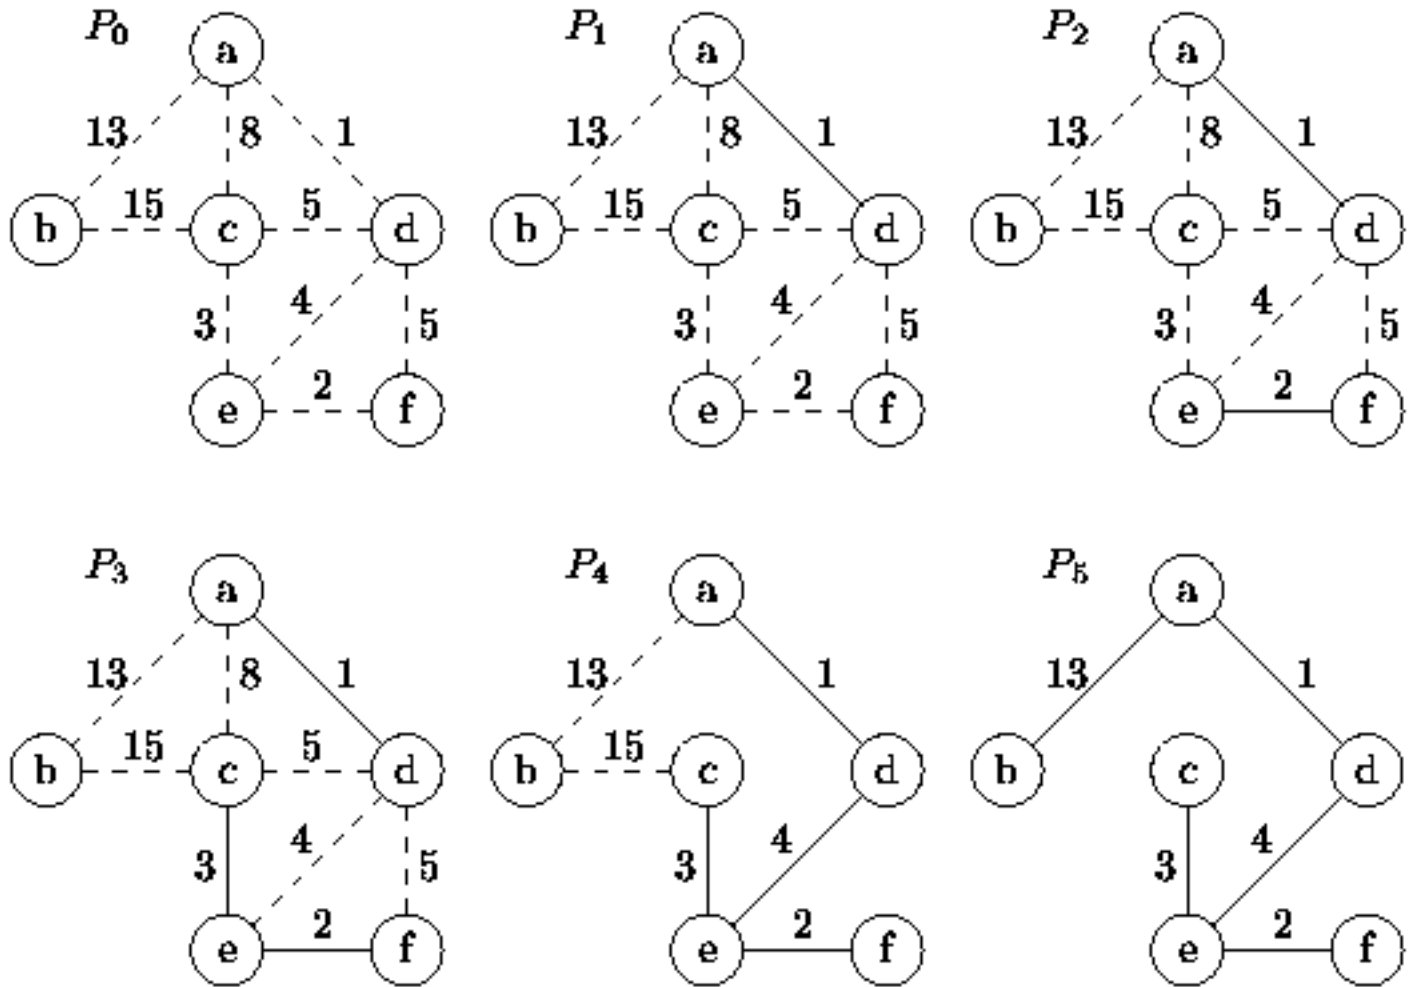 P0 a P1 a P2 a
13 8 1 13 8 1 13 8 1
15 5 15 5 15 5
b c d b c d b c d
3 4 5 3 4 5 3 4 5
2 2 2
e f e f e f
P3 a P4 a P5 a
13 8 1 13 1 13 1
15 5 15
b c d b c d b c d
3 4 5 3 4 3 4
2 2 2
e f e f e f